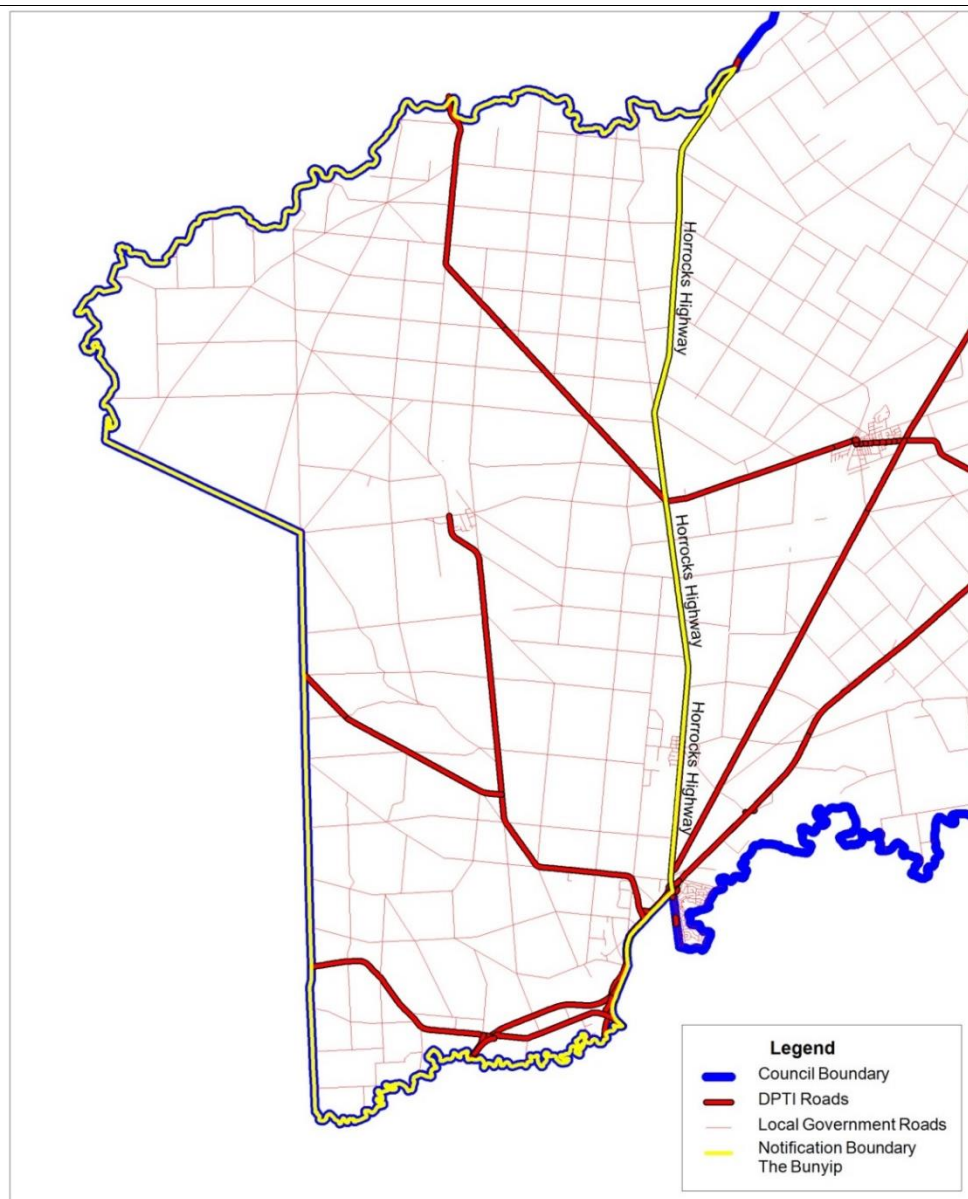 Horrocks Highway
Horrocks Highway
Horrocks Highway
Legend
Council Boundary
DPTI Roads
Local Government Roads
Notification Boundary
The Bunyip